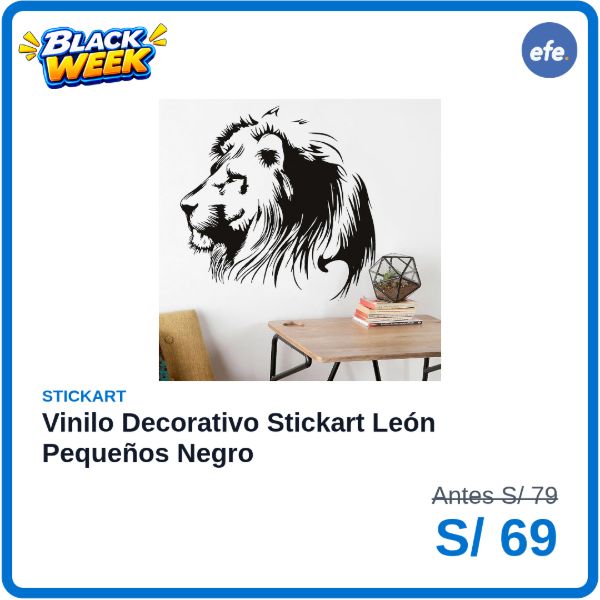 BLACK
WEEK
efe.
STICKART
Vinilo Decorativo Stickart León
Pequeños Negro
Antes S/ 79
S/ 69